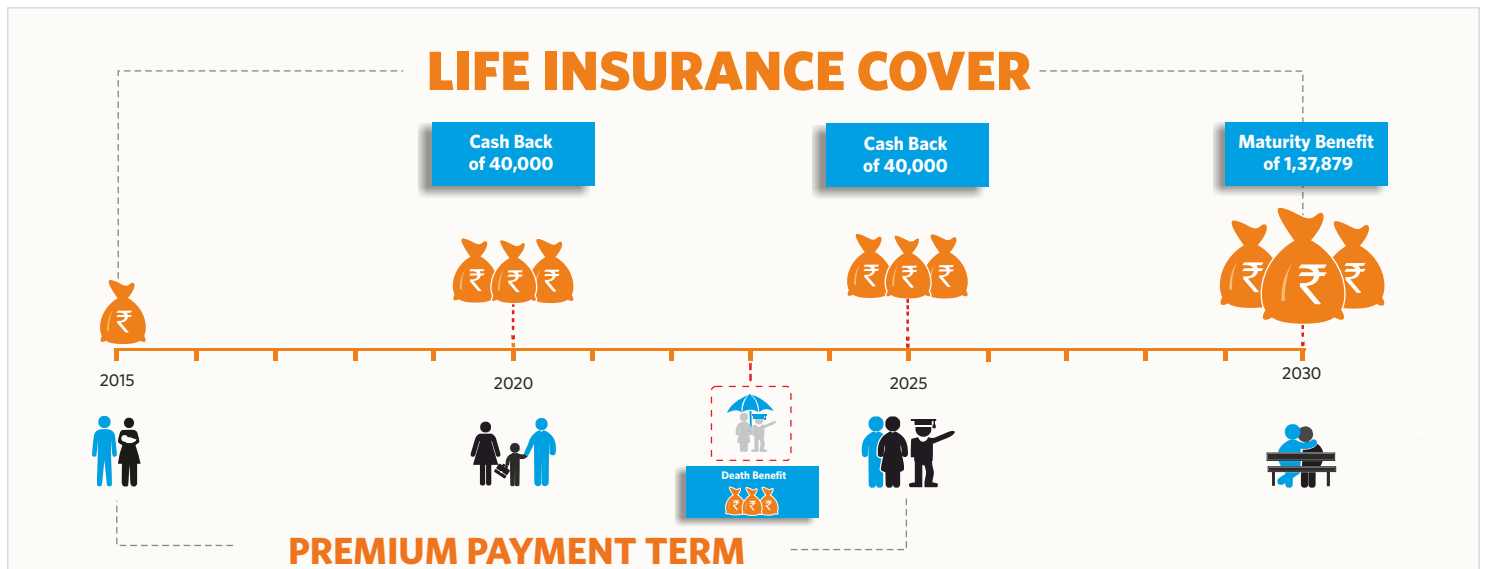 LIFE INSURANCE COVER
Cash Back
of 40,000
Cash Back
of 40,000
Maturity Benefit
of 1,37,879
₹
₹ ₹ ₹
₹ ₹ ₹
₹ ₹ ₹
2015
2020
2025
2030
Death Benefit
₹ ₹ ₹
PREMIUM PAYMENT TERM